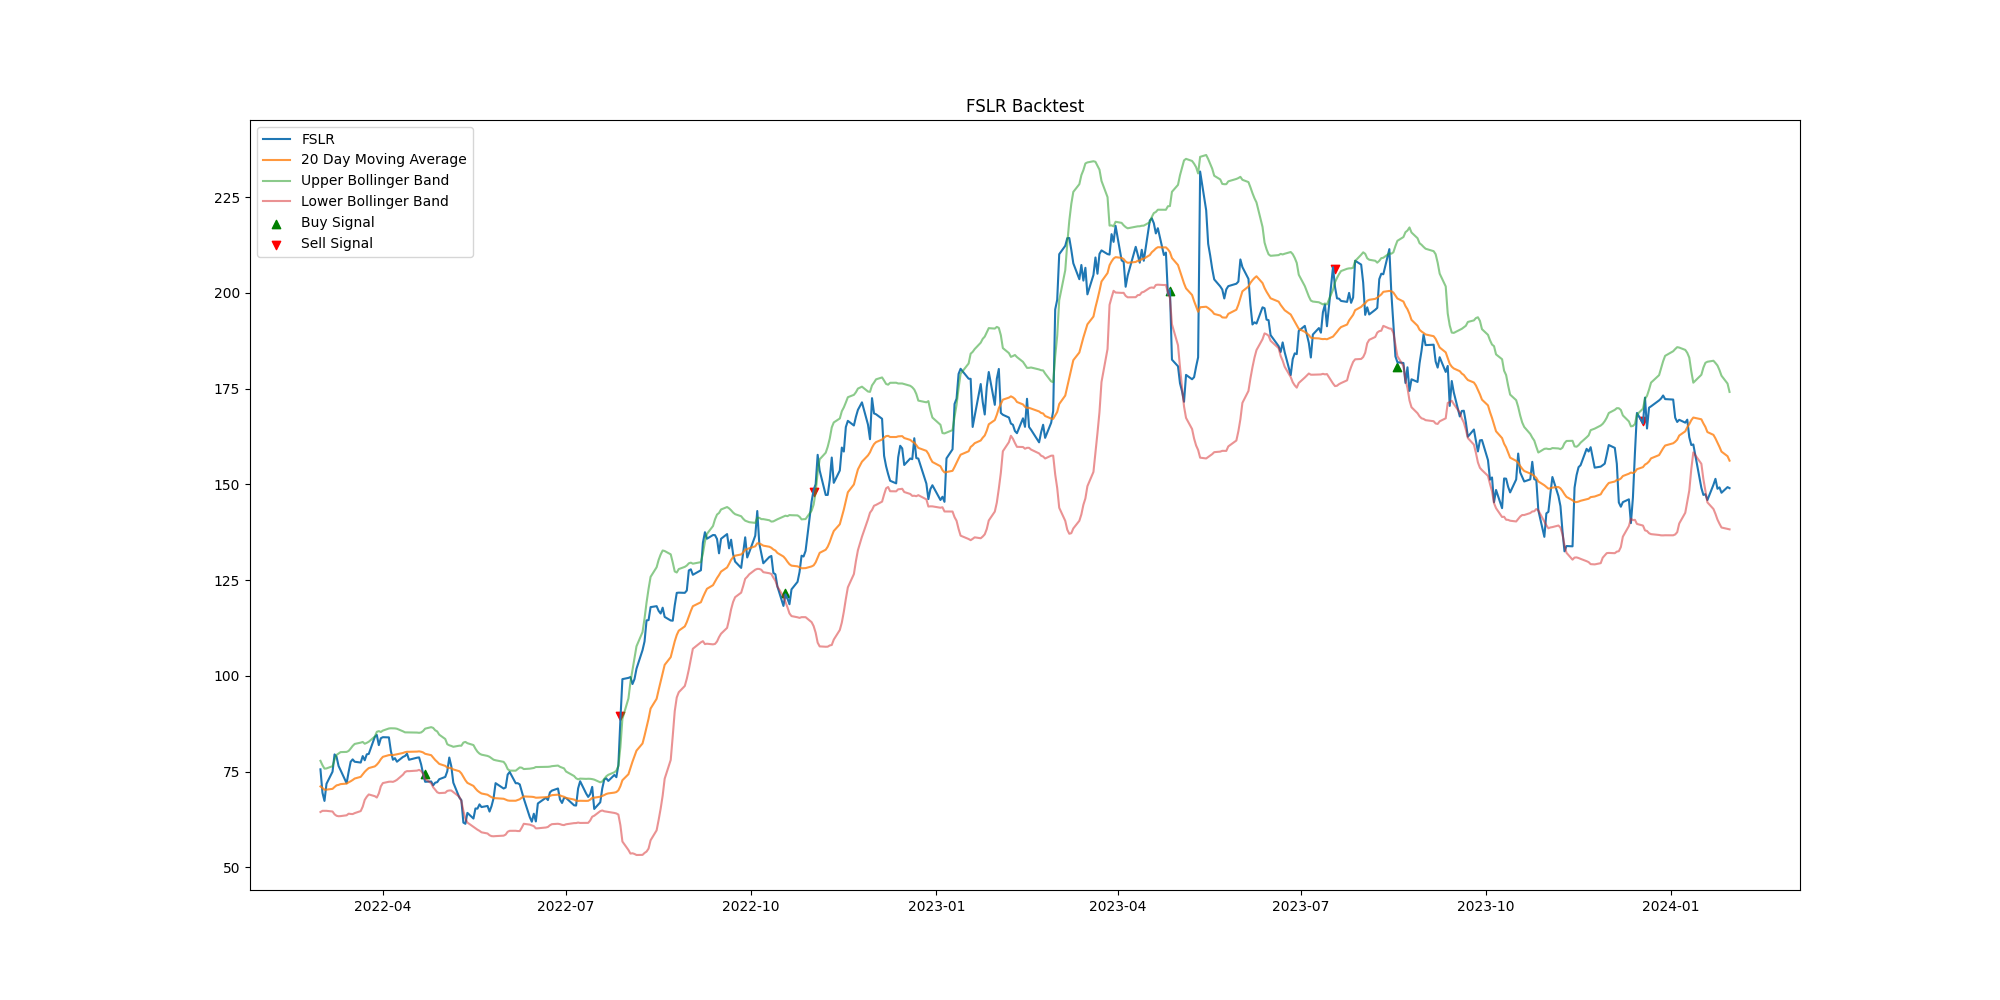 FSLR Backtest
FSLR
20 Day Moving Average
Upper Bollinger Band
Lower Bollinger Band
Buy Signal
Sell Signal
225
200
175
150
125
100
75
50
2022-04
2022-07
2022-10
2023-01
2023-04
2023-07
2023-10
2024-01